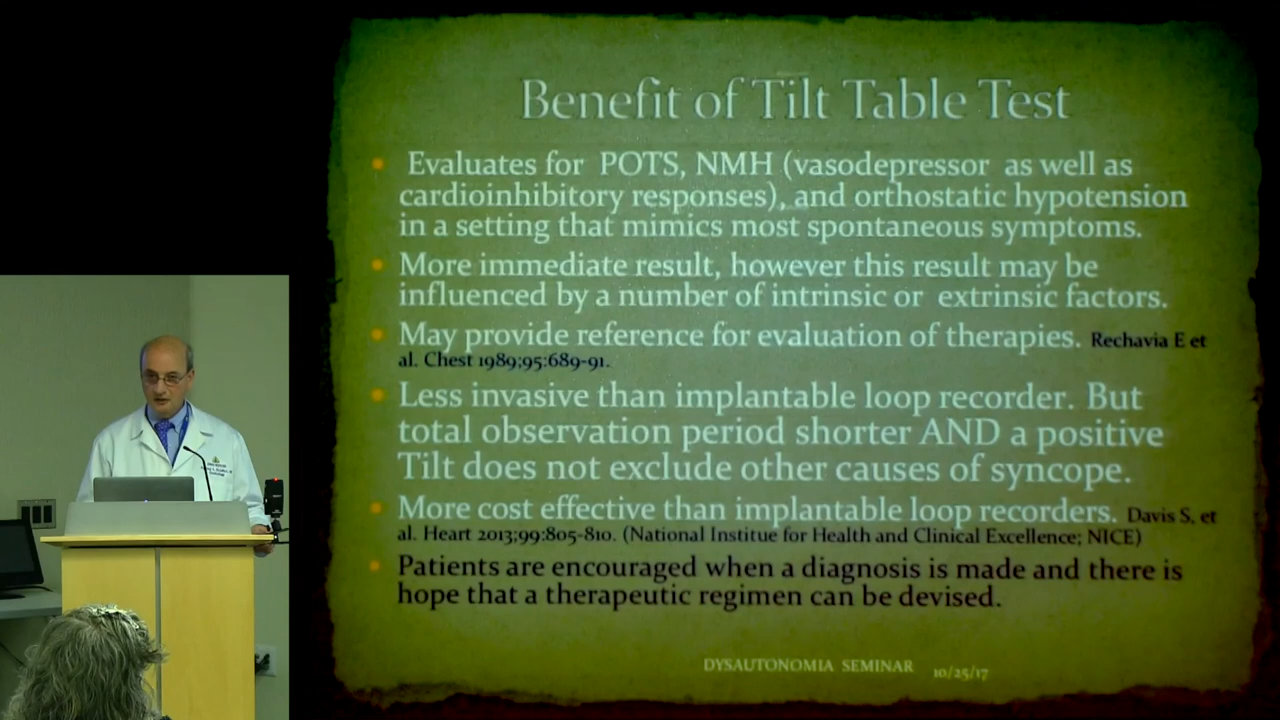 Benefit of Tilt Table Test
Evaluates for POTS, NMH (vasodepressor as well as
cardioinhibitory responses), and orthostatic hypotension
in a setting that mimics most spontaneous symptoms.
More immediate result, however this result may be
influenced by a number of intrinsic or extrinsic factors.
May provide reference for evaluation of therapies. Rechavia E et
al. Chest 1989;95:689-91.
Less invasive than implantable loop recorder. But
total observation period shorter AND a positive
Tilt does not exclude other causes of syncope.
More cost effective than implantable loop recorders. Davis S, et
al. Heart 2013;99:805-810. (National Institue for Health and Clinical Excellence; NICE)
Patients are encouraged when a diagnosis is made and there is
hope that a therapeutic regimen can be devised.
DYSAUTONOMIA SEMINAR 10/25/17